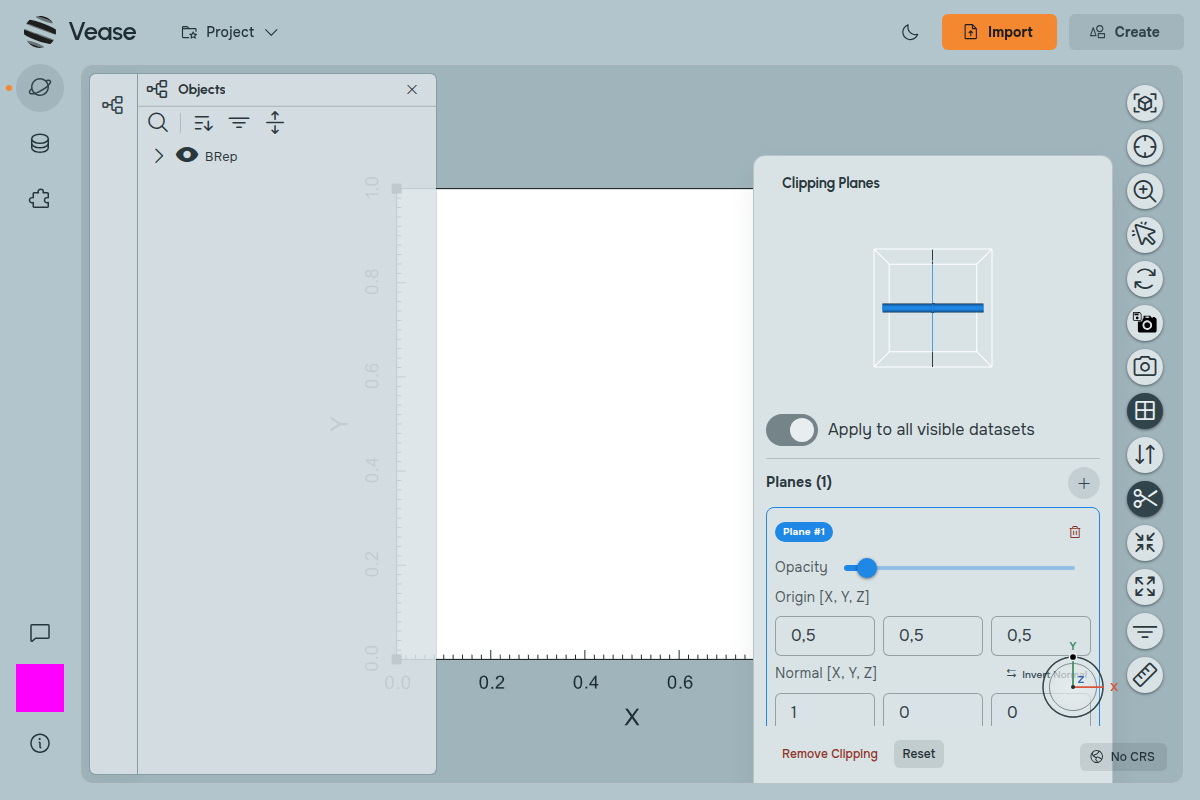 Vease
Project
Import
Create
Objects
BRep
Clipping Planes
Apply to all visible datasets
Planes (1)
Plane #1
Opacity
Origin [X, Y, Z]
0,5
0,5
0,5
Normal [X, Y, Z]
Invert Normal
1
0
0
Remove Clipping
Reset
No CRS
Y
Z
X
1.0
0.8
0.6
0.4
0.2
0.0
Y
0.0
0.2
0.4
0.6
X